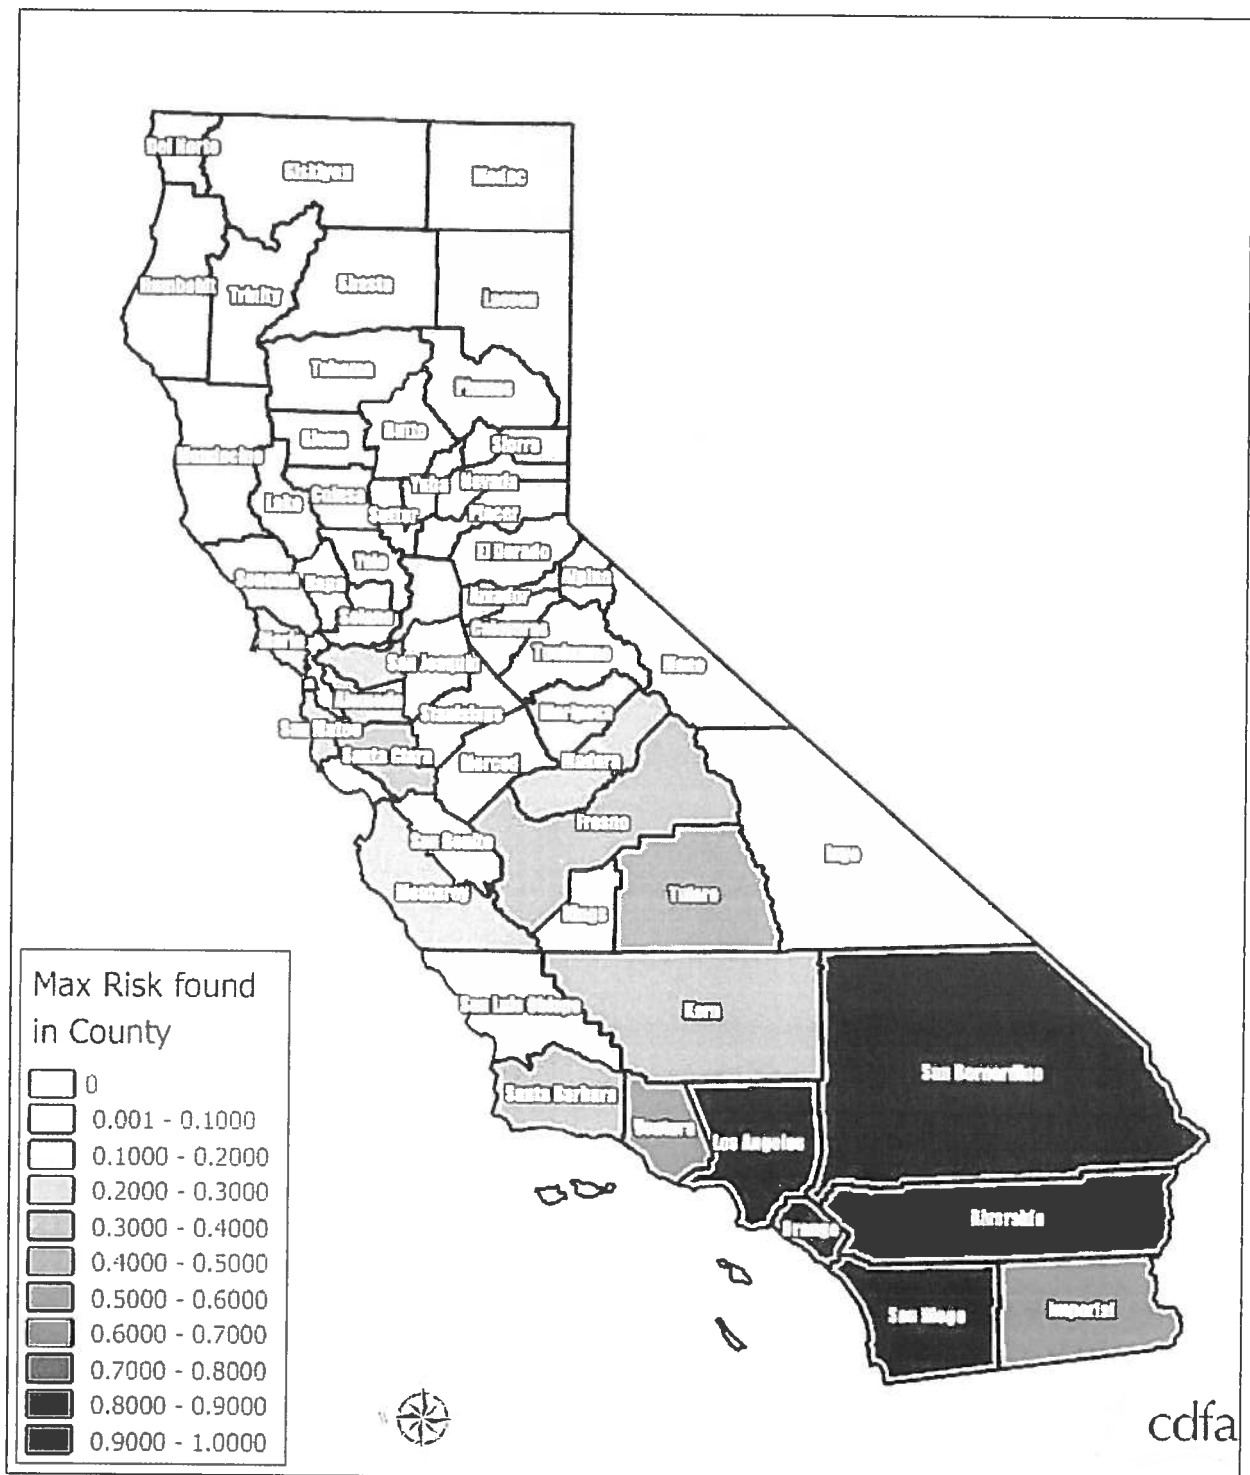 Del Norte
Siskiyou
Modoc
Humboldt
Trinity
Shasta
Lassen
Tehama
Plumas
Glenn
Butte
Sierra
Mendocino
Lake
Colusa
Yuba
Nevada
Sutter
Placer
El Dorado
Sonoma
Napa
Yolo
Alpine
Amador
Solano
Calaveras
Marin
San Joaquin
Tuolumne
Mono
Alameda
Stanislaus
Mariposa
San Mateo
Santa Clara
Merced
Madera
Fresno
San Benito
Inyo
Monterey
Kings
Tulare
San Luis Obispo
Kern
San Bernardino
Santa Barbara
Ventura
Los Angeles
Orange
Riverside
San Diego
Imperial
Max Risk found
in County
0
0.001 - 0.1000
0.1000 - 0.2000
0.2000 - 0.3000
0.3000 - 0.4000
0.4000 - 0.5000
0.5000 - 0.6000
0.6000 - 0.7000
0.7000 - 0.8000
0.8000 - 0.9000
0.9000 - 1.0000
cdfa